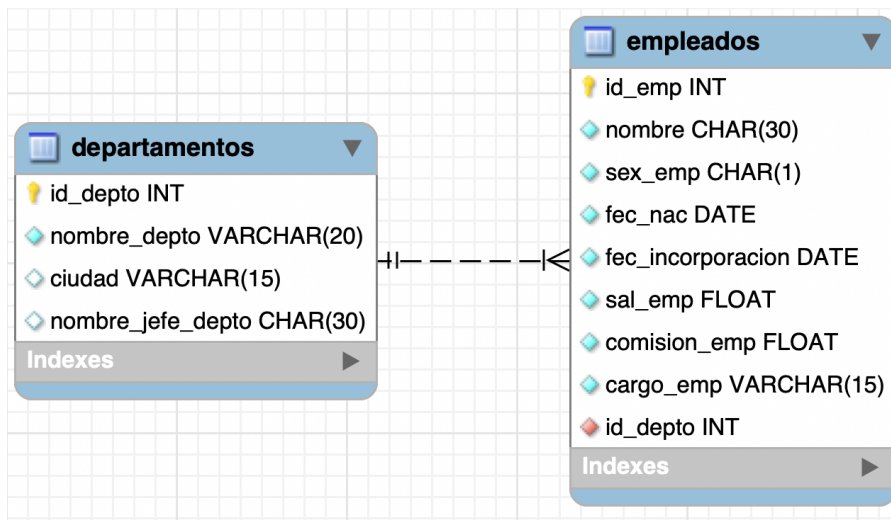 departamentos
id_depto INT
nombre_depto VARCHAR(20)
ciudad VARCHAR(15)
nombre_jefe_depto CHAR(30)
Indexes
empleados
id_emp INT
nombre CHAR(30)
sex_emp CHAR(1)
fec_nac DATE
fec_incorporacion DATE
sal_emp FLOAT
comision_emp FLOAT
cargo_emp VARCHAR(15)
id_depto INT
Indexes